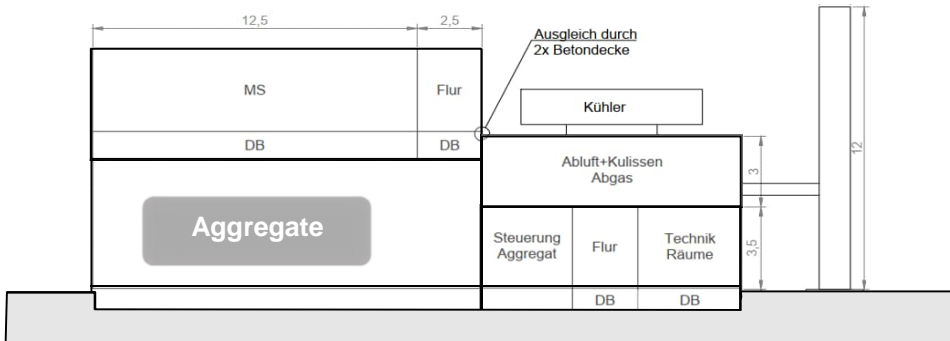 12,5
2,5
Ausgleich durch
2x Betondecke
MS
Flur
Kühler
DB
DB
Abluft+Kulissen
Abgas
3
12
Aggregate
Steuerung
Aggregat
Flur
Technik
Räume
3,5
DB
DB